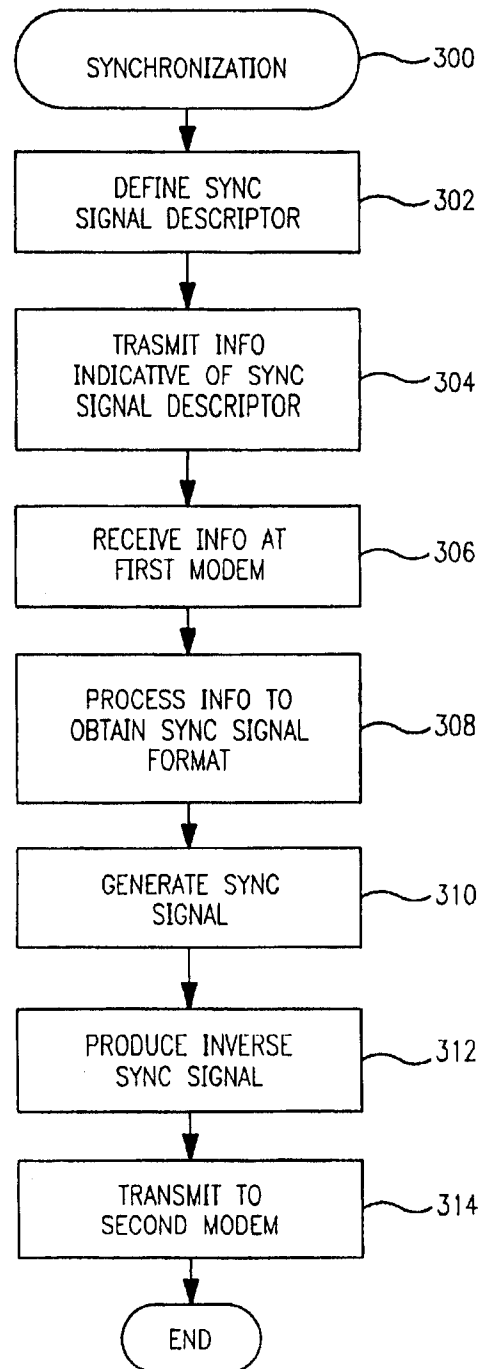 SYNCHRONIZATION
300
DEFINE SYNC
SIGNAL DESCRIPTOR
302
TRASMIT INFO
INDICATIVE OF SYNC
SIGNAL DESCRIPTOR
304
RECEIVE INFO AT
FIRST MODEM
306
PROCESS INFO TO
OBTAIN SYNC SIGNAL
FORMAT
308
GENERATE SYNC
SIGNAL
310
PRODUCE INVERSE
SYNC SIGNAL
312
TRANSMIT TO
SECOND MODEM
314
END